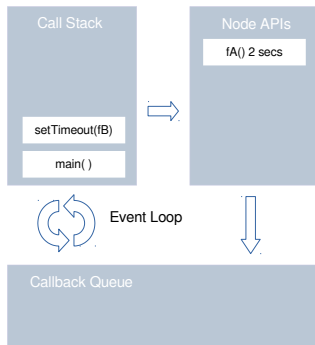 Call Stack
Node APIs
fA() 2 secs
setTimeout(fB)
main( )
Event Loop
Callback Queue